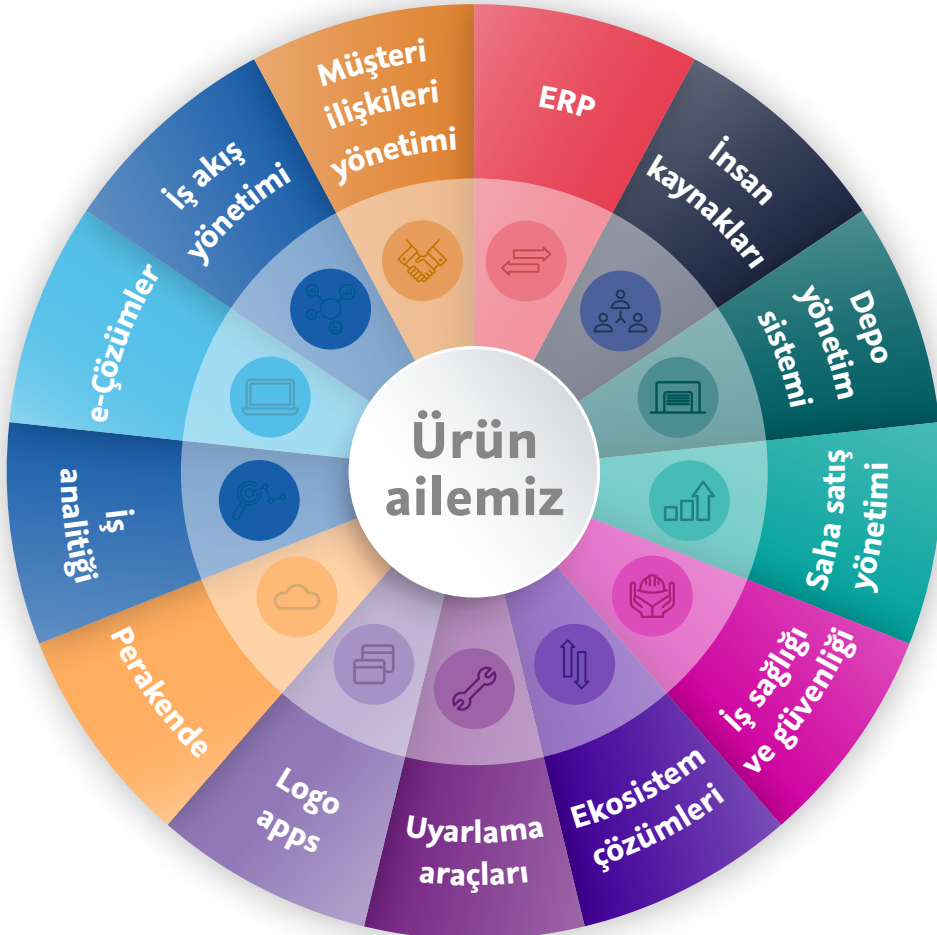 Ürün
ailemiz
ERP
İnsan
kaynakları
Depo
yönetim
sistemi
Saha satış
yönetimi
İş sağlığı
ve güvenliği
Ekosistem
çözümleri
Uyarlama
araçları
Logo
apps
Perakende
İş
analitiği
e-Çözümler
İş akış
yönetimi
Müşteri
ilişkileri
yönetimi